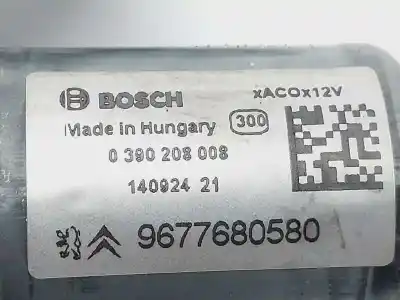 BOSCH
xACOx12V
Made in Hungary 300
0 390 208 008
140924 21
9677680580